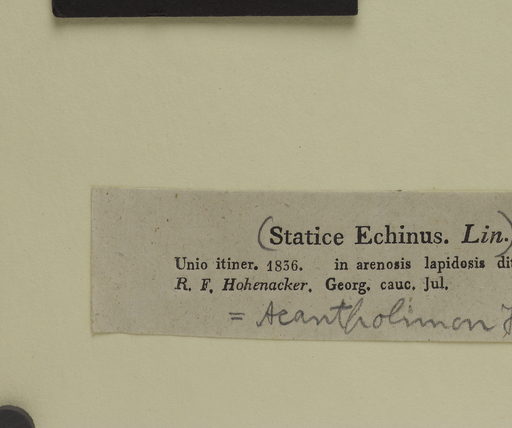 (Statice Echinus. Lin.)
Unio itiner. 1836. in arenosis lapidosis
R. F. Hohenacker. Georg. cauc. Jul.
= Acantholimon